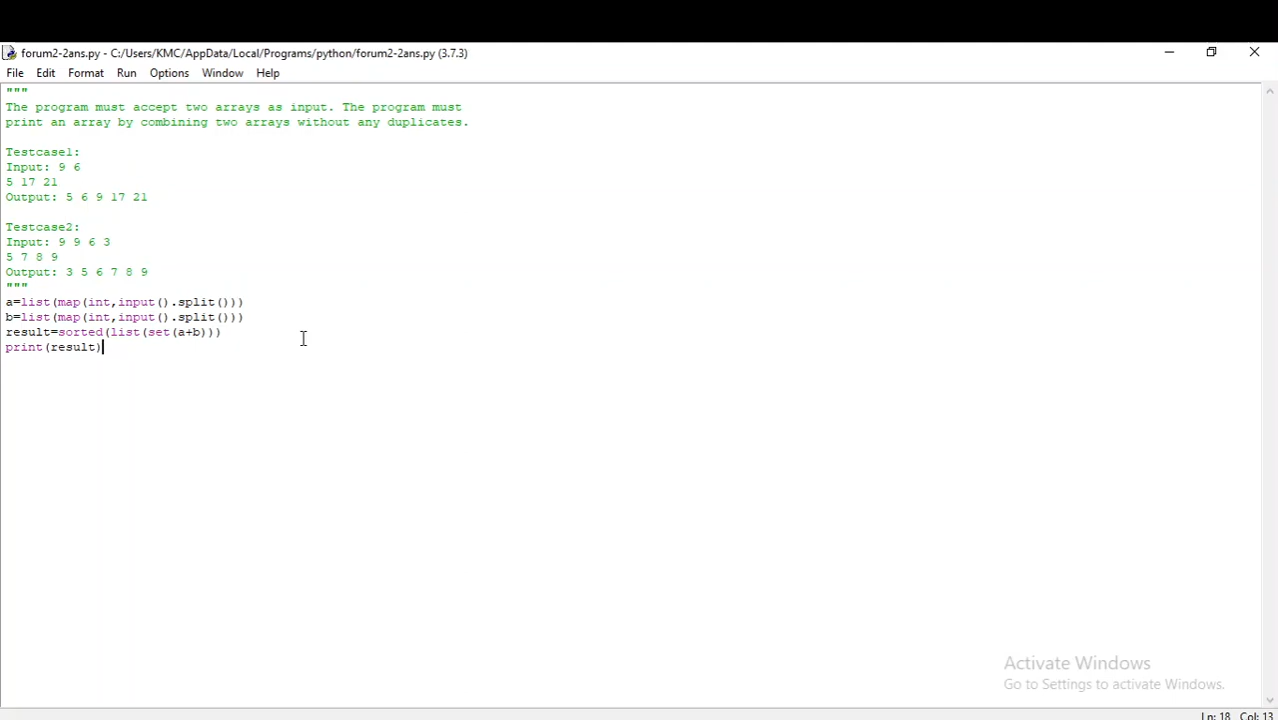 forum2-2ans.py - C:/Users/KMC/AppData/Local/Programs/python/forum2-2ans.py (3.7.3)
File Edit Format Run Options Window Help
"""
The program must accept two arrays as input. The program must
print an array by combining two arrays without any duplicates.
Testcase1:
Input: 9 6
5 17 21
Output: 5 6 9 17 21
Testcase2:
Input: 9 9 6 3
5 7 8 9
Output: 3 5 6 7 8 9
"""
a=list(map(int,input().split()))
b=list(map(int,input().split()))
result=sorted(list(set(a+b)))
print(result)
Activate Windows
Go to Settings to activate Windows.
Ln: 18 Col: 13